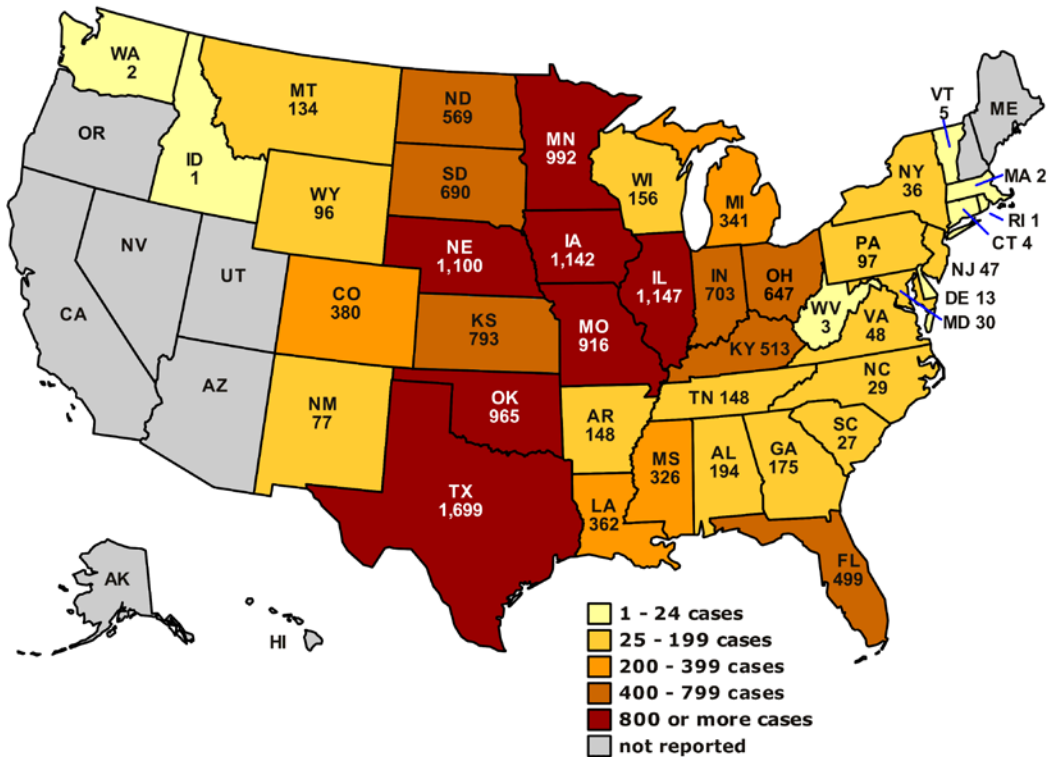 WA
2
MT
134
ND
569
MN
992
VT
5
ME
OR
ID
1
SD
690
WI
156
MI
341
NY
36
MA 2
WY
96
RI 1
CT 4
NV
UT
NE
1,100
IA
1,142
IL
1,147
IN
703
OH
647
PA
97
NJ 47
DE 13
MD 30
CA
CO
380
KS
793
MO
916
WV
3
VA
48
KY 513
AZ
NM
77
OK
965
AR
148
TN 148
NC
29
SC
27
MS
326
AL
194
GA
175
TX
1,699
LA
362
FL
499
AK
HI
1 - 24 cases
25 - 199 cases
200 - 399 cases
400 - 799 cases
800 or more cases
not reported